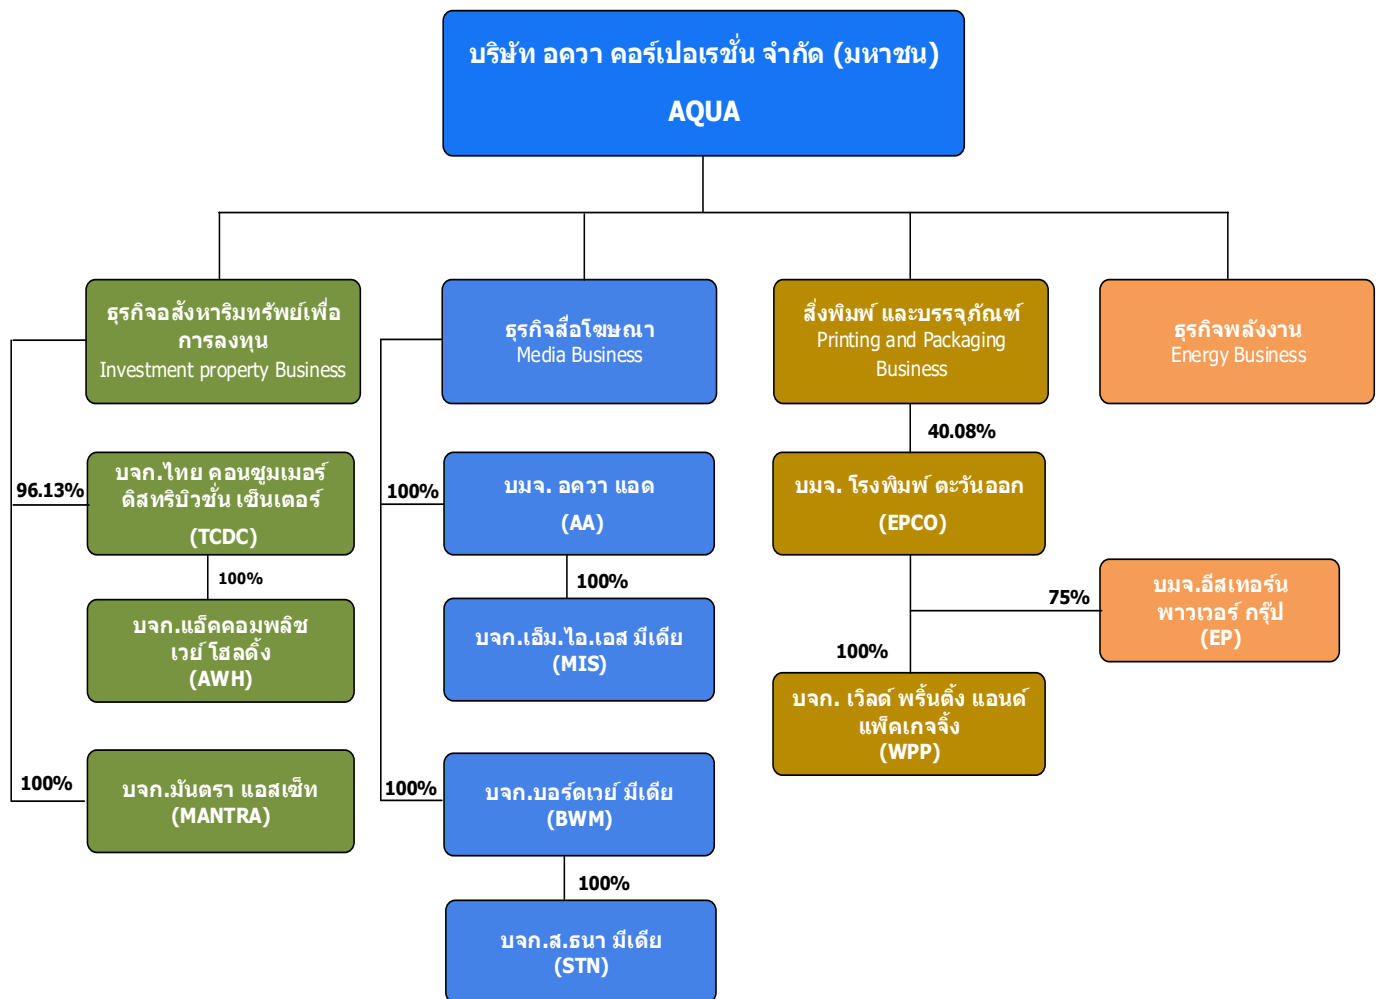 บริษัท อควา คอร์เปอเรชั่น จำกัด (มหาชน)
AQUA
ธุรกิจอสังหาริมทรัพย์เพื่อ
การลงทุน
Investment property Business
ธุรกิจสื่อโฆษณา
Media Business
สิ่งพิมพ์ และบรรจุภัณฑ์
Printing and Packaging
Business
ธุรกิจพลังงาน
Energy Business
40.08%
96.13%
บจก.ไทย คอนซูมเมอร์
ดิสทริบิวชั่น เซ็นเตอร์
(TCDC)
100%
บมจ. อควา แอด
(AA)
บมจ. โรงพิมพ์ ตะวันออก
(EPCO)
100%
100%
75%
บมจ.อีสเทอร์น
พาวเวอร์ กรุ๊ป
(EP)
บจก.แอ็คคอมพลิช
เวย์ โฮลดิ้ง
(AWH)
บจก.เอ็ม.ไอ.เอส มีเดีย
(MIS)
100%
บจก. เวิลด์ พริ้นติ้ง แอนด์
แพ็คเกจจิ้ง
(WPP)
100%
บจก.มันตรา แอสเซ็ท
(MANTRA)
100%
บจก.บอร์ดเวย์ มีเดีย
(BWM)
100%
บจก.ส.ธนา มีเดีย
(STN)